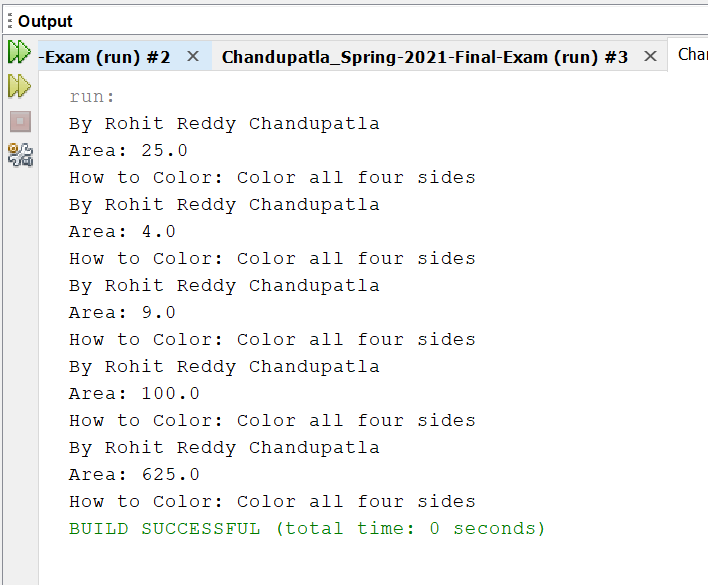 Output
-Exam (run) #2 × Chandupatla_Spring-2021-Final-Exam (run) #3 × Cha
run:
By Rohit Reddy Chandupatla
Area: 25.0
How to Color: Color all four sides
By Rohit Reddy Chandupatla
Area: 4.0
How to Color: Color all four sides
By Rohit Reddy Chandupatla
Area: 9.0
How to Color: Color all four sides
By Rohit Reddy Chandupatla
Area: 100.0
How to Color: Color all four sides
By Rohit Reddy Chandupatla
Area: 625.0
How to Color: Color all four sides
BUILD SUCCESSFUL (total time: 0 seconds)